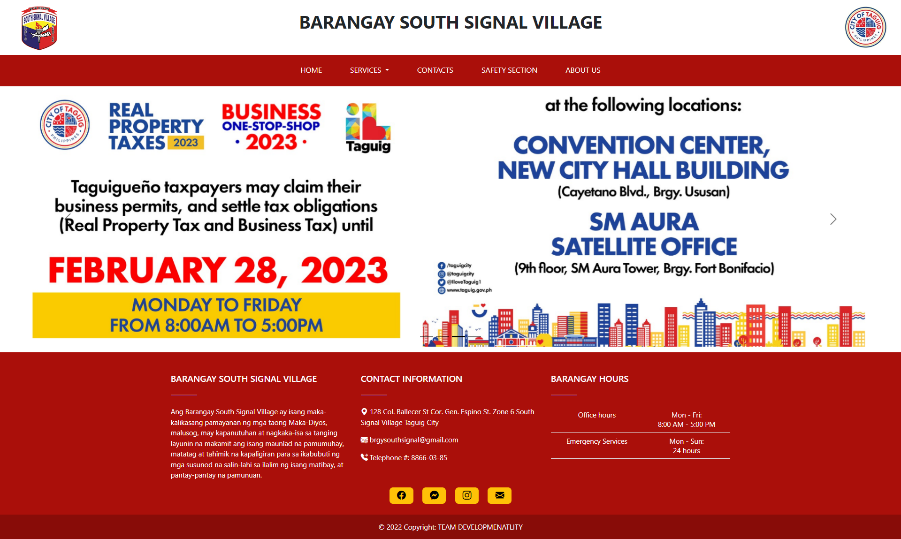 BARANGAY SOUTH SIGNAL VILLAGE
CITY OF TAGUIG
HOME
SERVICES
CONTACTS
SAFETY SECTION
ABOUT US
CITY OF TAGUIG
REAL
PROPERTY
TAXES 2023
BUSINESS
ONE-STOP-SHOP
• 2023 •
Taguig
Taguigueño taxpayers may claim their
business permits, and settle tax obligations
(Real Property Tax and Business Tax) until
FEBRUARY 28, 2023
MONDAY TO FRIDAY
FROM 8:00AM TO 5:00PM
at the following locations:
CONVENTION CENTER,
NEW CITY HALL BUILDING
(Cayetano Blvd., Brgy. Ususan)
SM AURA
SATELLITE OFFICE
(9th floor, SM Aura Tower, Brgy. Fort Bonifacio)
/taguigcity
@taguigcity
@IloveTaguig1
www.taguig.gov.ph
BARANGAY SOUTH SIGNAL VILLAGE
Ang Barangay South Signal Village ay isang maka-
kalikasang pamayanan ng mga taong Maka-Diyos,
malusog, may kapanutuhan at nagkaka-isa sa tanging
layunin na makamit ang isang maunlad na pamumuhay,
matatag at tahimik na kapaligiran para sa ikabubuti ng
mga susunod na salin-lahi sa ilalim ng isang matibay, at
pantay-pantay na pamunuan.
CONTACT INFORMATION
128 Col. Ballecer St Cor. Gen. Espino St. Zone 6 South
Signal Village Taguig City
brgysouthsignal@gmail.com
Telephone #: 8866-03-85
BARANGAY HOURS
Office hours
Mon - Fri:
8:00 AM - 5:00 PM
Emergency Services
Mon - Sun:
24 hours
© 2022 Copyright: TEAM DEVELOPMENATLITY